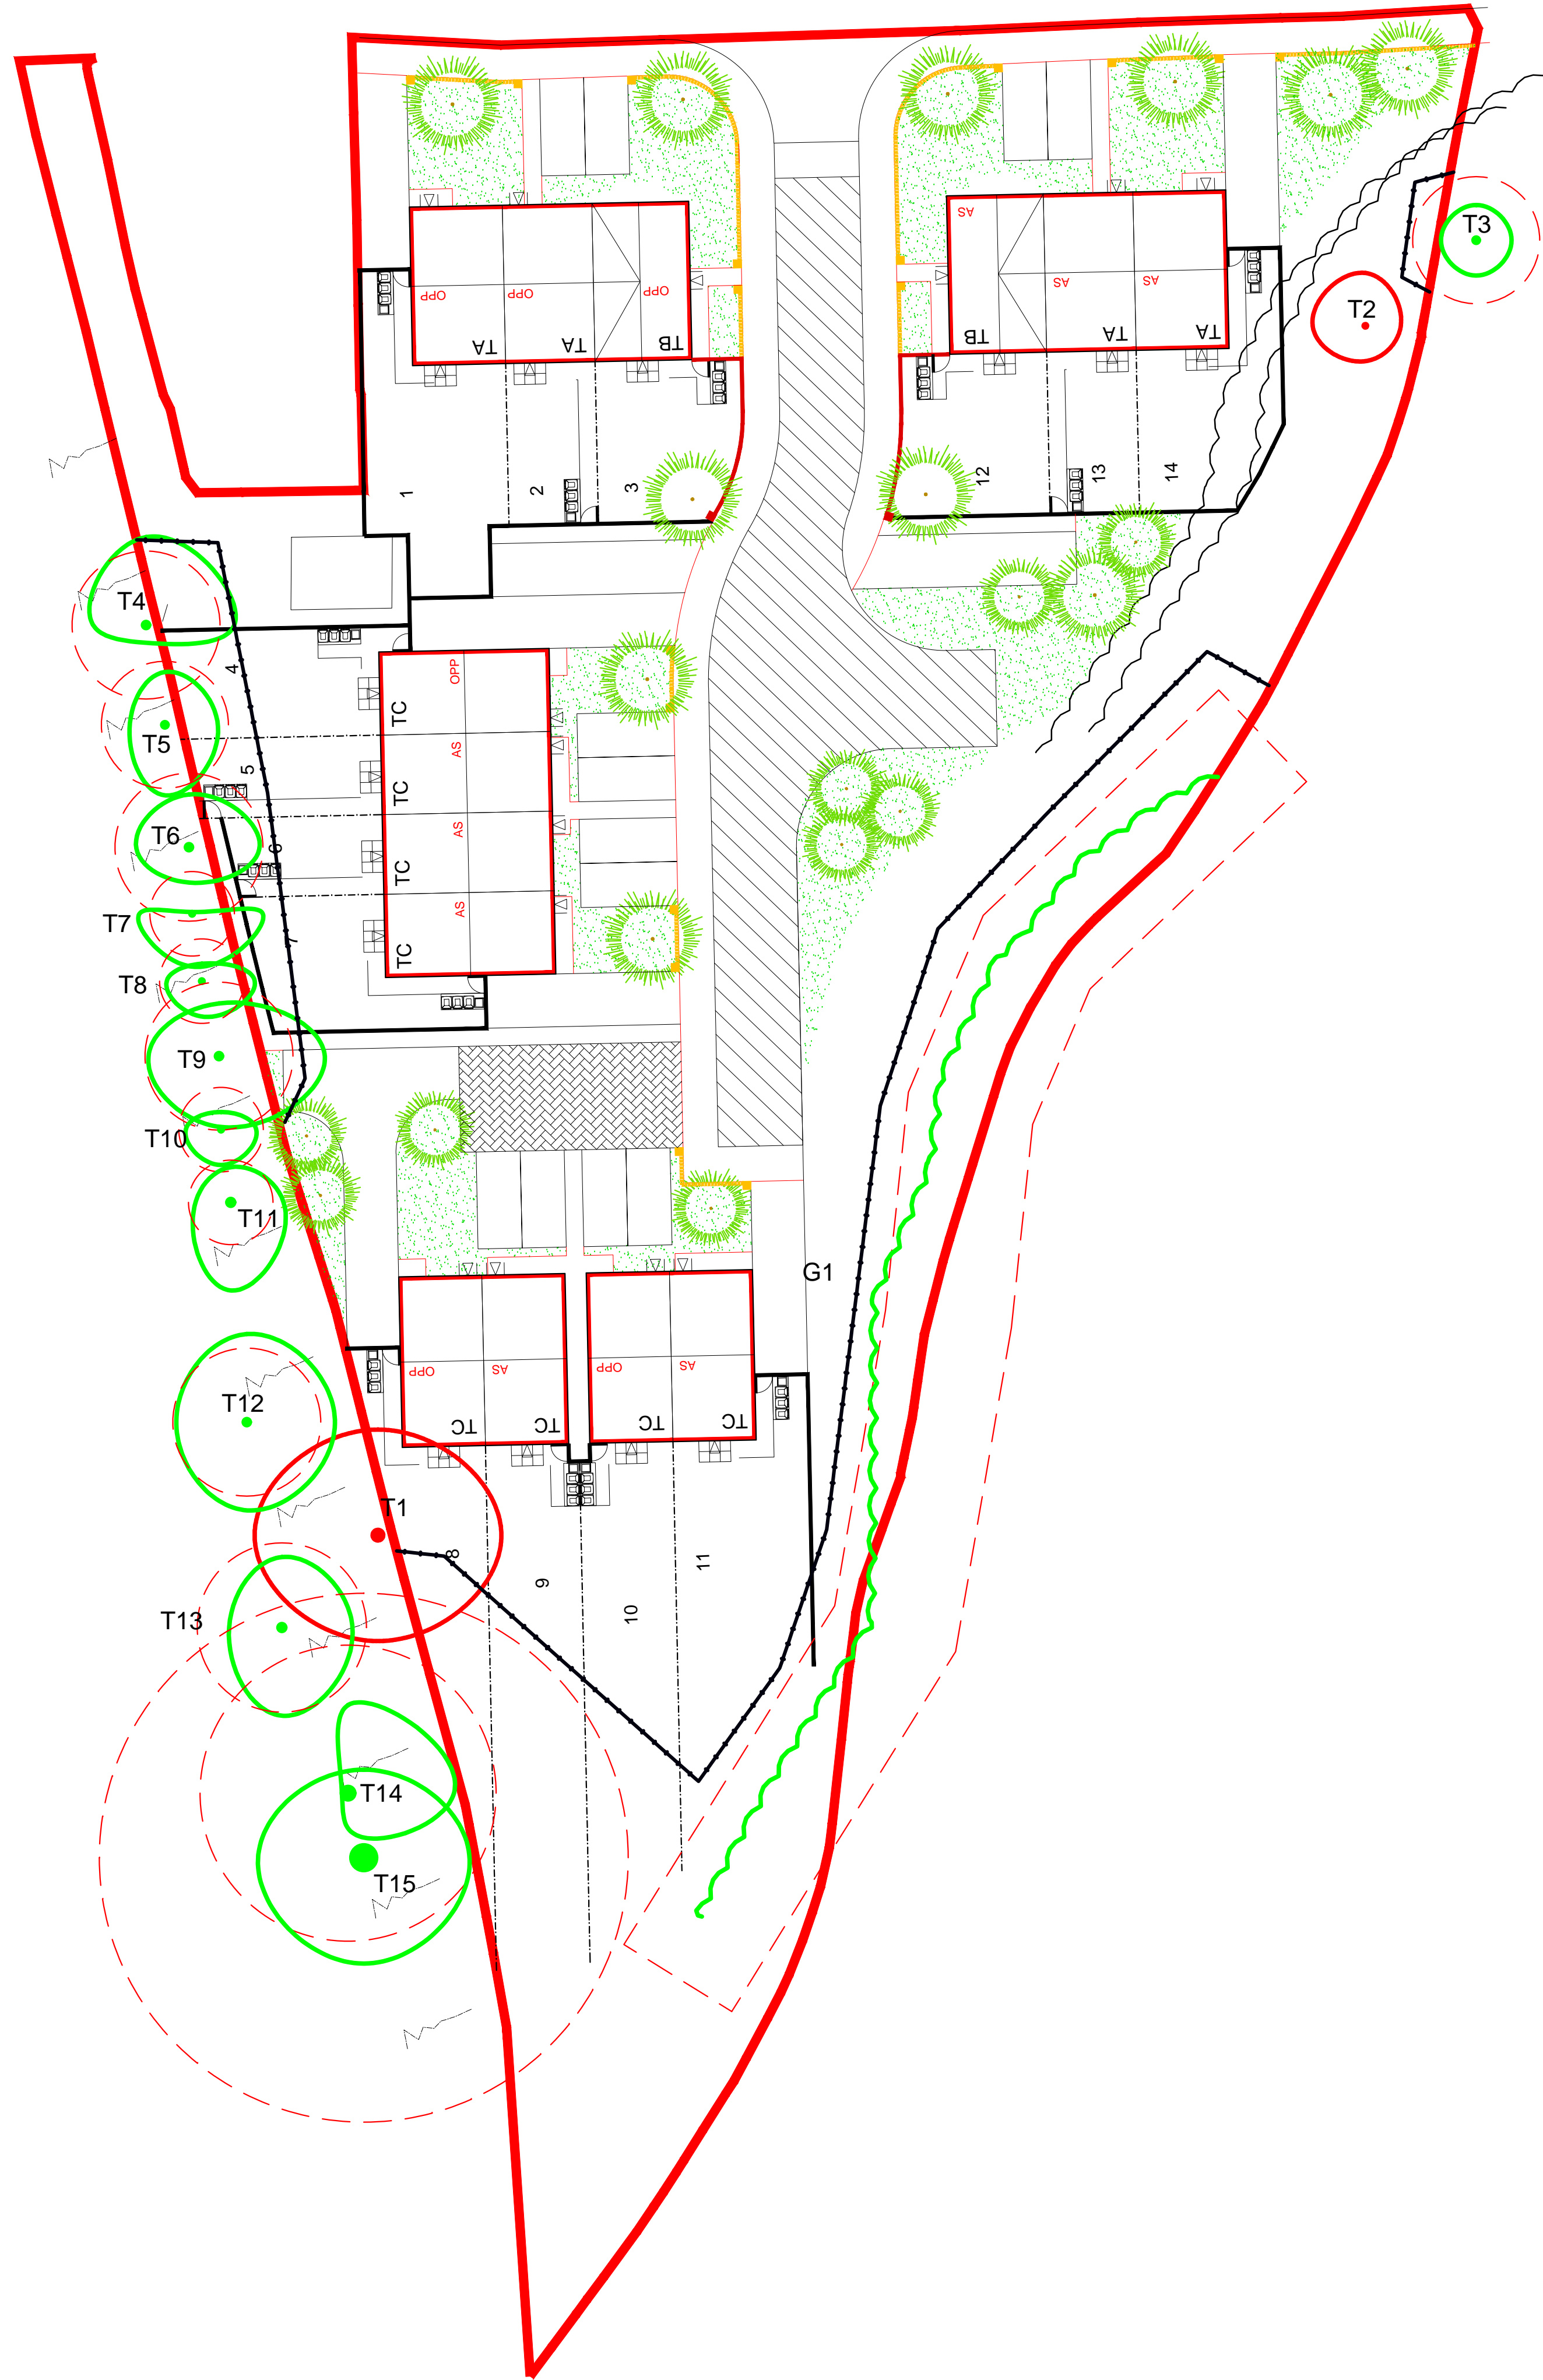 T3
T2
AS
OPP
OPP
OPP
AS
AS
TA
TA
TB
TB
TA
TA
1
2
3
12
13
14
T4
4
OPP
TC
T5
5
AS
TC
T6
6
AS
TC
T7
7
AS
TC
T8
T9
T10
T11
G1
OPP
AS
OPP
AS
T12
TC
TC
TC
TC
T1
8
9
10
11
T13
T14
T15